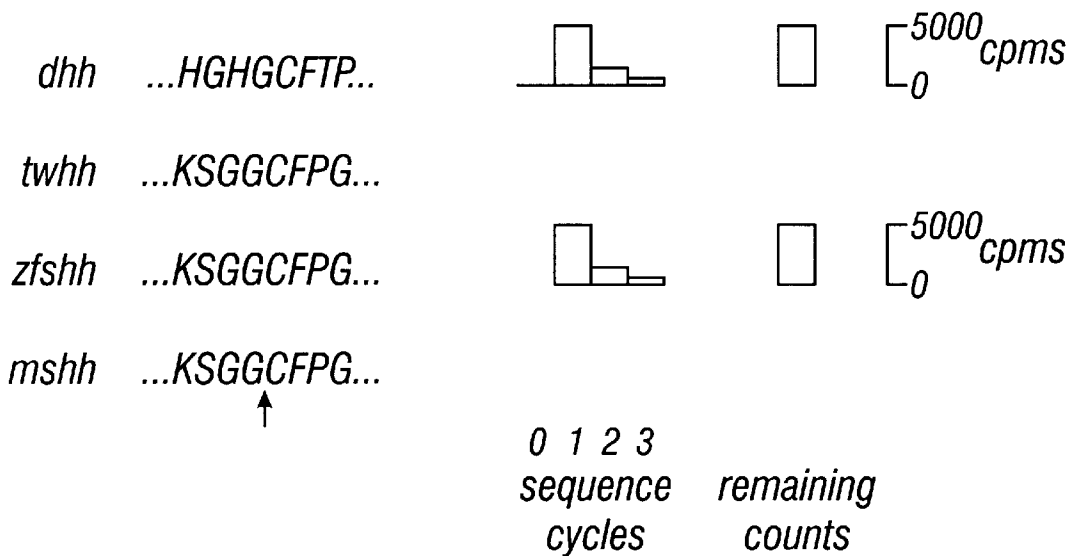 dhh ...HGHGCFTP... 5000 cpms 0
twhh ...KSGGCFPG...
zfshh ...KSGGCFPG... 5000 cpms 0
mshh ...KSGGCFPG...
0 1 2 3
sequence remaining
cycles counts